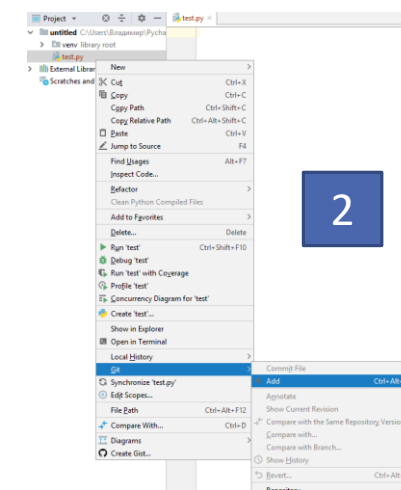 Project
test.py
untitled C:\Users\Владимир\Pycha
venv library root
test.py
External Librar
Scratches and
New
Cut Ctrl+X
Copy Ctrl+C
Copy Path Ctrl+Shift+C
Copy Relative Path Ctrl+Alt+Shift+C
Paste Ctrl+V
Jump to Source F4
Find Usages Alt+F7
Inspect Code...
Refactor
Clean Python Compiled Files
Add to Favorites
Delete... Delete
Run 'test' Ctrl+Shift+F10
Debug 'test'
Run 'test' with Coverage
Profile 'test'
Concurrency Diagram for 'test'
Create 'test'...
Show in Explorer
Open in Terminal
Local History
Git
Synchronize 'test.py'
Edit Scopes...
File Path Ctrl+Alt+F12
Compare With... Ctrl+D
Diagrams
Create Gist...
2
Commit File
Add Ctrl+Alt+
Annotate
Show Current Revision
Compare with the Same Repository Versio
Compare with...
Compare with Branch...
Show History
Revert... Ctrl+Alt
Repository